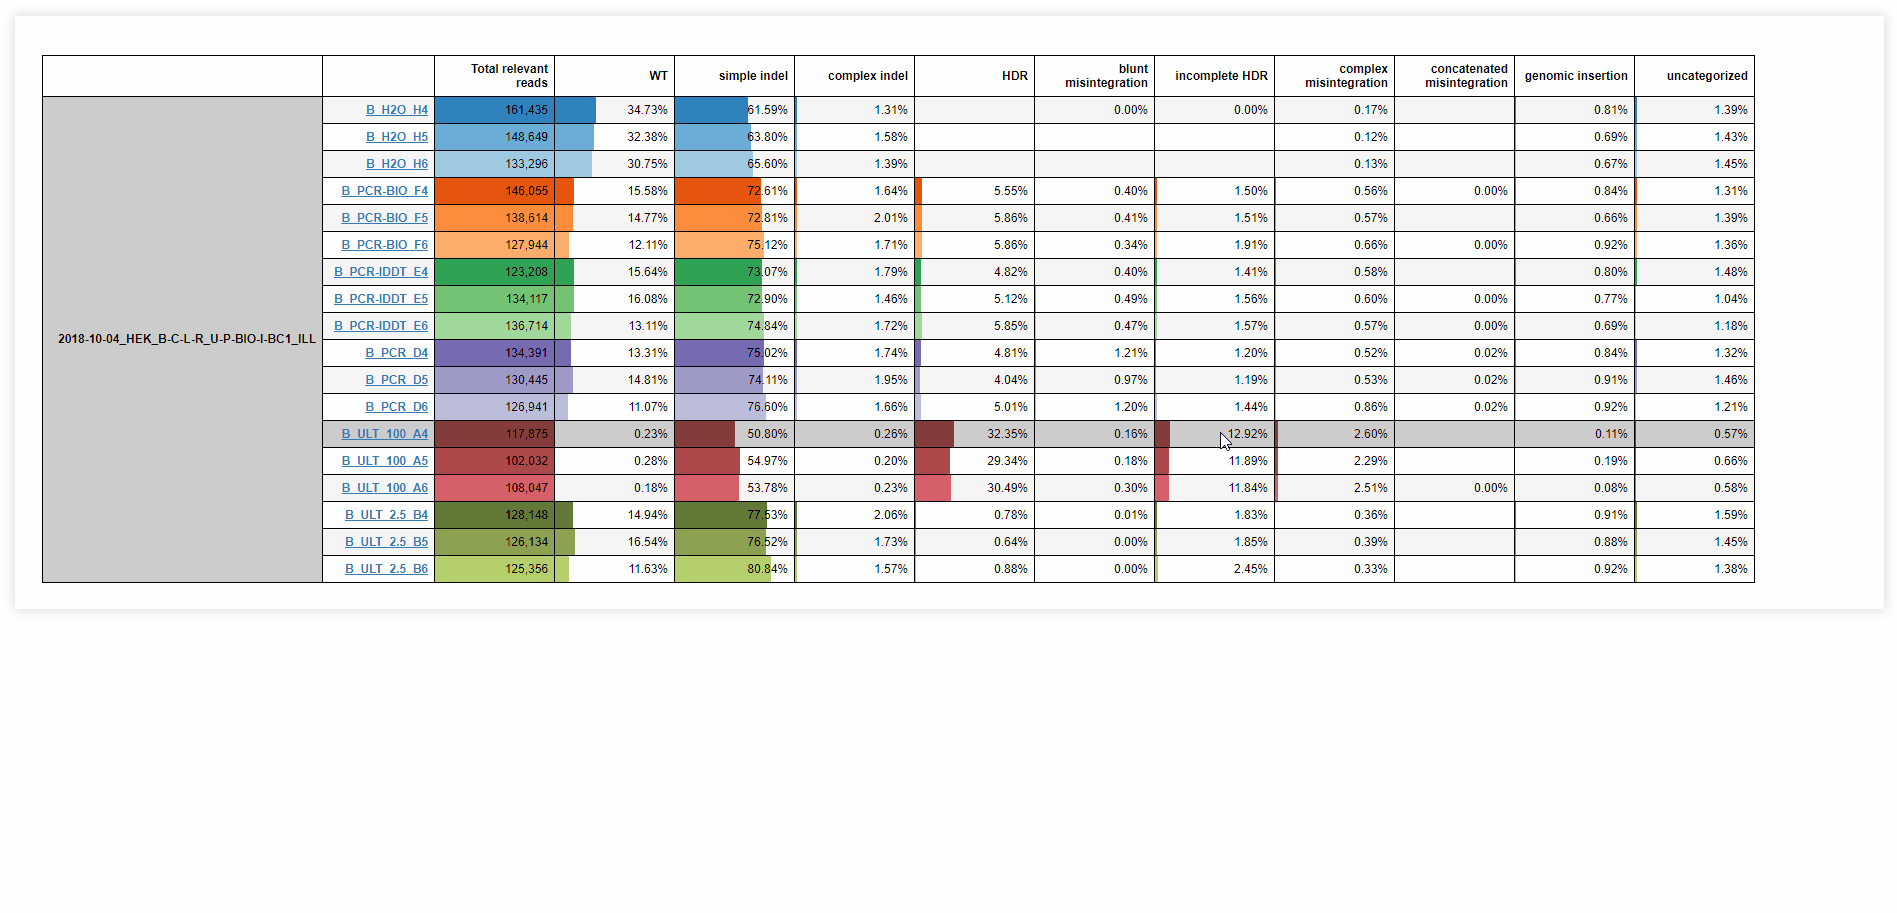 Total relevant reads WT simple indel complex indel HDR blunt misintegration incomplete HDR complex misintegration concatenated misintegration genomic insertion uncategorized
2018-10-04_HEK_B-C-L-R_U-P-BIO-I-BC1_ILL
B_H2O_H4 161,435 34.73% 61.59% 1.31% 0.00% 0.00% 0.17% 0.81% 1.39%
B_H2O_H5 148,649 32.38% 63.80% 1.58% 0.12% 0.69% 1.43%
B_H2O_H6 133,296 30.75% 65.60% 1.39% 0.13% 0.67% 1.45%
B_PCR-BIO_F4 146,055 15.58% 72.61% 1.64% 5.55% 0.40% 1.50% 0.56% 0.00% 0.84% 1.31%
B_PCR-BIO_F5 138,614 14.77% 72.81% 2.01% 5.86% 0.41% 1.51% 0.57% 0.66% 1.39%
B_PCR-BIO_F6 127,944 12.11% 75.12% 1.71% 5.86% 0.34% 1.91% 0.66% 0.00% 0.92% 1.36%
B_PCR-IDDT_E4 123,208 15.64% 73.07% 1.79% 4.82% 0.40% 1.41% 0.58% 0.80% 1.48%
B_PCR-IDDT_E5 134,117 16.08% 72.90% 1.46% 5.12% 0.49% 1.56% 0.60% 0.00% 0.77% 1.04%
B_PCR-IDDT_E6 136,714 13.11% 74.84% 1.72% 5.85% 0.47% 1.57% 0.57% 0.00% 0.69% 1.18%
B_PCR_D4 134,391 13.31% 75.02% 1.74% 4.81% 1.21% 1.20% 0.52% 0.02% 0.84% 1.32%
B_PCR_D5 130,445 14.81% 74.11% 1.95% 4.04% 0.97% 1.19% 0.53% 0.02% 0.91% 1.46%
B_PCR_D6 126,941 11.07% 76.60% 1.66% 5.01% 1.20% 1.44% 0.86% 0.02% 0.92% 1.21%
B_ULT_100_A4 117,875 0.23% 50.80% 0.26% 32.35% 0.16% 12.92% 2.60% 0.11% 0.57%
B_ULT_100_A5 102,032 0.28% 54.97% 0.20% 29.34% 0.18% 11.89% 2.29% 0.19% 0.66%
B_ULT_100_A6 108,047 0.18% 53.78% 0.23% 30.49% 0.30% 11.84% 2.51% 0.00% 0.08% 0.58%
B_ULT_2.5_B4 128,148 14.94% 77.53% 2.06% 0.78% 0.01% 1.83% 0.36% 0.91% 1.59%
B_ULT_2.5_B5 126,134 16.54% 76.52% 1.73% 0.64% 0.00% 1.85% 0.39% 0.88% 1.45%
B_ULT_2.5_B6 125,356 11.63% 80.84% 1.57% 0.88% 0.00% 2.45% 0.33% 0.92% 1.38%